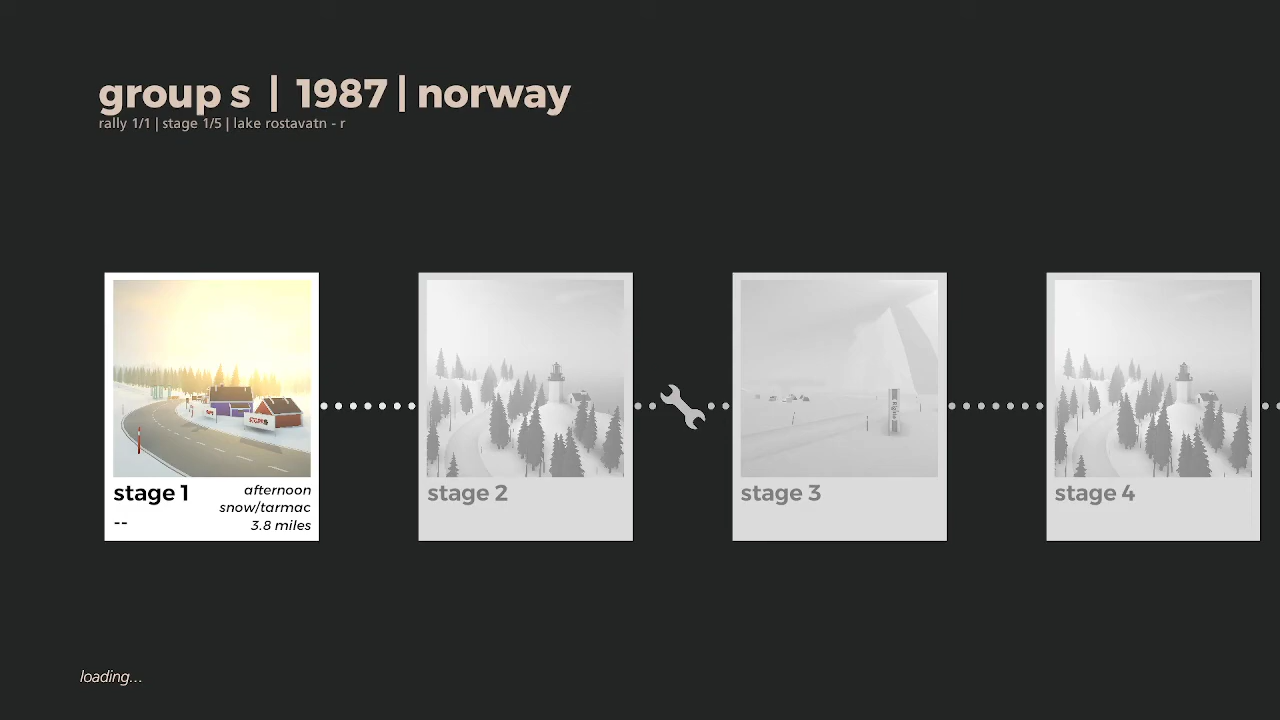 group s | 1987 | norway
rally 1/1 | stage 1/5 | lake rostavatn - r
stage 1
afternoon
snow/tarmac
--
3.8 miles
stage 2
stage 3
stage 4
loading...